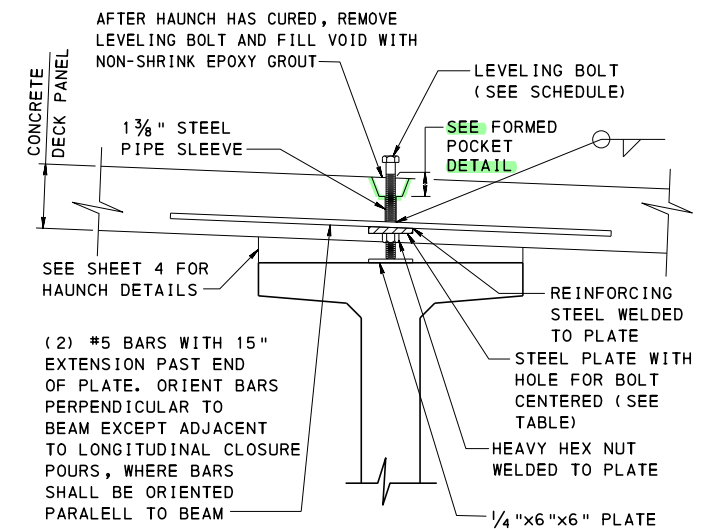 AFTER HAUNCH HAS CURED, REMOVE
LEVELING BOLT AND FILL VOID WITH
NON-SHRINK EPOXY GROUT
LEVELING BOLT
(SEE SCHEDULE)
CONCRETE
DECK PANEL
1⅜" STEEL
PIPE SLEEVE
SEE FORMED
POCKET
DETAIL
SEE SHEET 4 FOR
HAUNCH DETAILS
(2) #5 BARS WITH 15"
EXTENSION PAST END
OF PLATE. ORIENT BARS
PERPENDICULAR TO
BEAM EXCEPT ADJACENT
TO LONGITUDINAL CLOSURE
POURS, WHERE BARS
SHALL BE ORIENTED
PARALELL TO BEAM
REINFORCING
STEEL WELDED
TO PLATE
STEEL PLATE WITH
HOLE FOR BOLT
CENTERED (SEE
TABLE)
HEAVY HEX NUT
WELDED TO PLATE
¼"x6"x6" PLATE